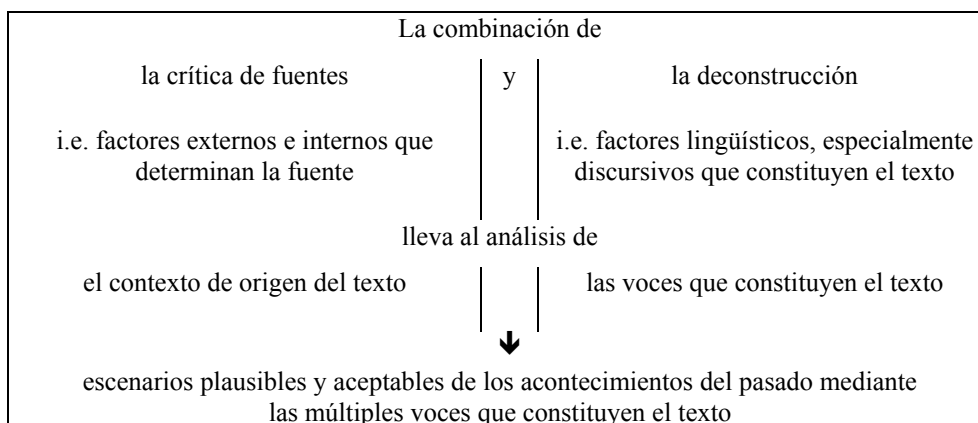 La combinación de
la crítica de fuentes y la deconstrucción
i.e. factores externos e internos que
determinan la fuente
i.e. factores lingüísticos, especialmente
discursivos que constituyen el texto
lleva al análisis de
el contexto de origen del texto
las voces que constituyen el texto
escenarios plausibles y aceptables de los acontecimientos del pasado mediante
las múltiples voces que constituyen el texto